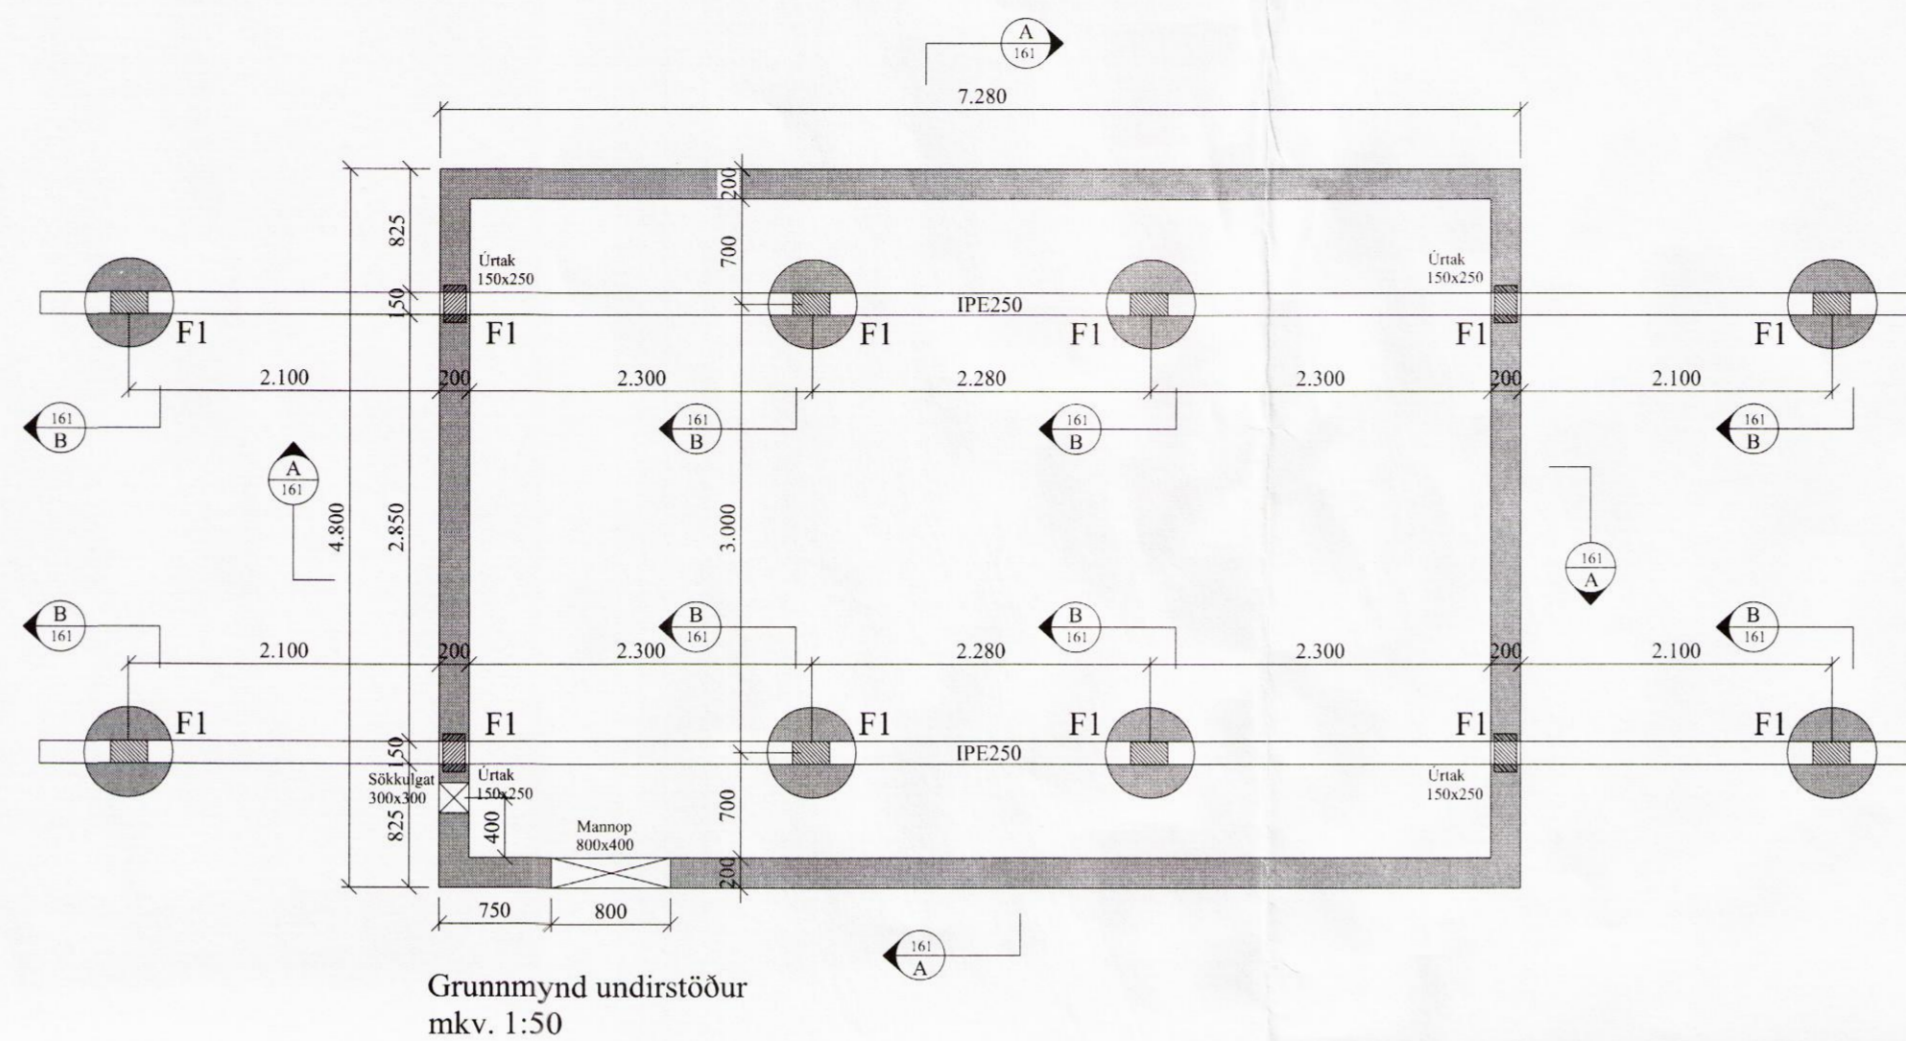 A
161
7.280
200
825
700
Úrtak
150x250
Úrtak
150x250
150
IPE250
F1
F1
F1
F1
F1
F1
2.100
200
2.300
2.280
2.300
200
2.100
161
B
161
B
161
B
161
B
A
161
4.800
2.850
3.000
161
A
B
161
B
161
B
161
B
161
2.100
200
2.300
2.280
2.300
200
2.100
F1
F1
F1
F1
F1
F1
150
IPE250
Sökkulgat
300x300
Úrtak
150x250
Úrtak
150x250
825
400
700
Mannop
800x400
200
750
800
161
A
Grunnmynd undirstöður
mkv. 1:50